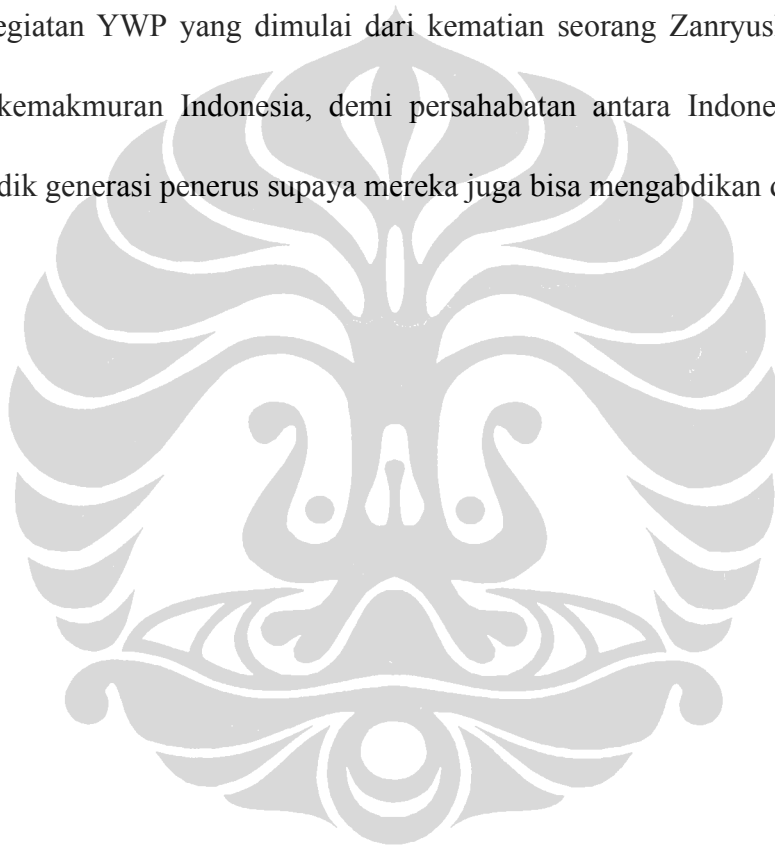 egiatan YWP yang dimulai dari kematian seorang Zanryus
kemakmuran Indonesia, demi persahabatan antara Indone
dik generasi penerus supaya mereka juga bisa mengabdikan d